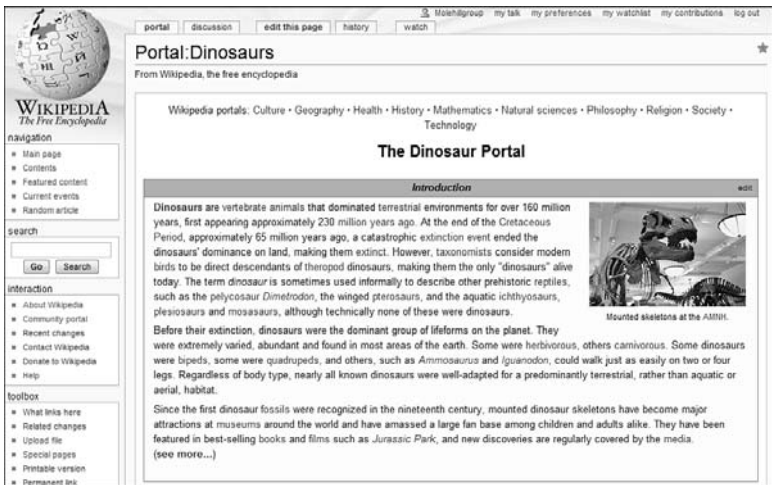 Molehillgroup my talk my preferences my watchlist my contributions log out
portal discussion edit this page history watch
Portal:Dinosaurs
From Wikipedia, the free encyclopedia
WIKIPEDIA
The Free Encyclopedia
navigation
Main page
Contents
Featured content
Current events
Random article
search
Go Search
interaction
About Wikipedia
Community portal
Recent changes
Contact Wikipedia
Donate to Wikipedia
Help
toolbox
What links here
Related changes
Upload file
Special pages
Printable version
Permanent link
Wikipedia portals: Culture • Geography • Health • History • Mathematics • Natural sciences • Philosophy • Religion • Society •
Technology
The Dinosaur Portal
Introduction edit
Dinosaurs are vertebrate animals that dominated terrestrial environments for over 160 million
years, first appearing approximately 230 million years ago. At the end of the Cretaceous
Period, approximately 65 million years ago, a catastrophic extinction event ended the
dinosaurs' dominance on land, making them extinct. However, taxonomists consider modern
birds to be direct descendants of theropod dinosaurs, making them the only "dinosaurs" alive
today. The term dinosaur is sometimes used informally to describe other prehistoric reptiles,
such as the pelycosaur Dimetrodon, the winged pterosaurs, and the aquatic ichthyosaurs,
plesiosaurs and mosasaurs, although technically none of these were dinosaurs.
Mounted skeletons at the AMNH.
Before their extinction, dinosaurs were the dominant group of lifeforms on the planet. They
were extremely varied, abundant and found in most areas of the earth. Some were herbivorous, others carnivorous. Some dinosaurs
were bipeds, some were quadrupeds, and others, such as Ammosaurus and Iguanodon, could walk just as easily on two or four
legs. Regardless of body type, nearly all known dinosaurs were well-adapted for a predominantly terrestrial, rather than aquatic or
aerial, habitat.
Since the first dinosaur fossils were recognized in the nineteenth century, mounted dinosaur skeletons have become major
attractions at museums around the world and have amassed a large fan base among children and adults alike. They have been
featured in best-selling books and films such as Jurassic Park, and new discoveries are regularly covered by the media.
(see more...)